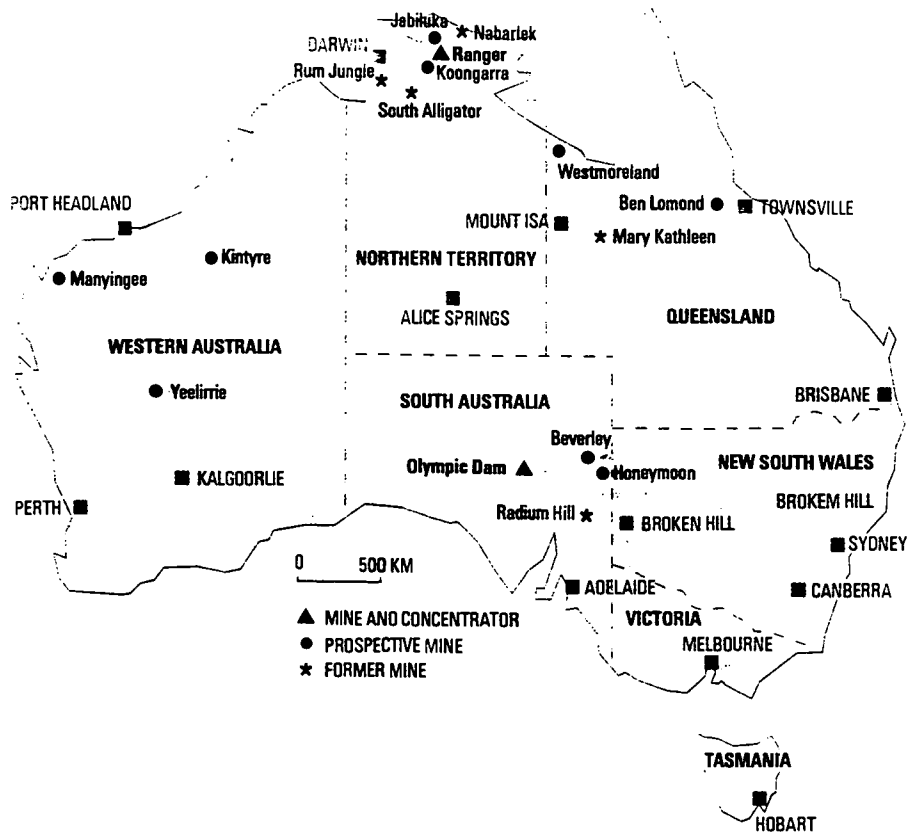 Jabiluka
Nabarlek
DARWIN
Ranger
Rum Jungle
Koongarra
South Alligator
Westmoreland
PORT HEADLAND
Ben Lomond
TOWNSVILLE
MOUNT ISA
Mary Kathleen
Kintyre
NORTHERN TERRITORY
Manyingee
ALICE SPRINGS
QUEENSLAND
WESTERN AUSTRALIA
Yeelirrie
SOUTH AUSTRALIA
BRISBANE
Beverley
Olympic Dam
Honeymoon
NEW SOUTH WALES
KALGOORLIE
BROKEM HILL
PERTH
Radium Hill
BROKEN HILL
SYDNEY
0 500 KM
AOELAIDE
CANBERRA
MINE AND CONCENTRATOR
VICTORIA
PROSPECTIVE MINE
MELBOURNE
FORMER MINE
TASMANIA
HOBART